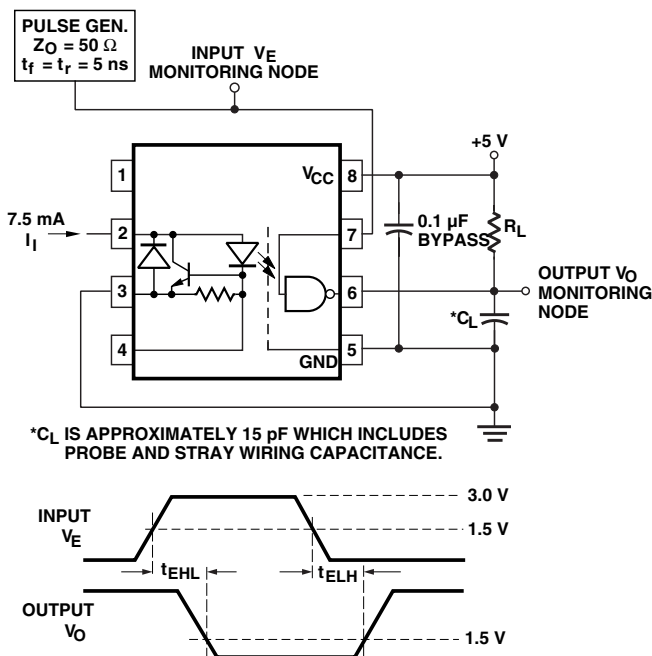 PULSE GEN.
ZO = 50 Ω
tf = tr = 5 ns
INPUT VE
MONITORING NODE
+5 V
1
VCC
8
7.5 mA
II
2
7
0.1 µF
BYPASS
RL
3
6
OUTPUT VO
MONITORING
NODE
*CL
4
GND
5
*CL IS APPROXIMATELY 15 pF WHICH INCLUDES
PROBE AND STRAY WIRING CAPACITANCE.
INPUT
VE
3.0 V
1.5 V
tEHL
tELH
OUTPUT
VO
1.5 V